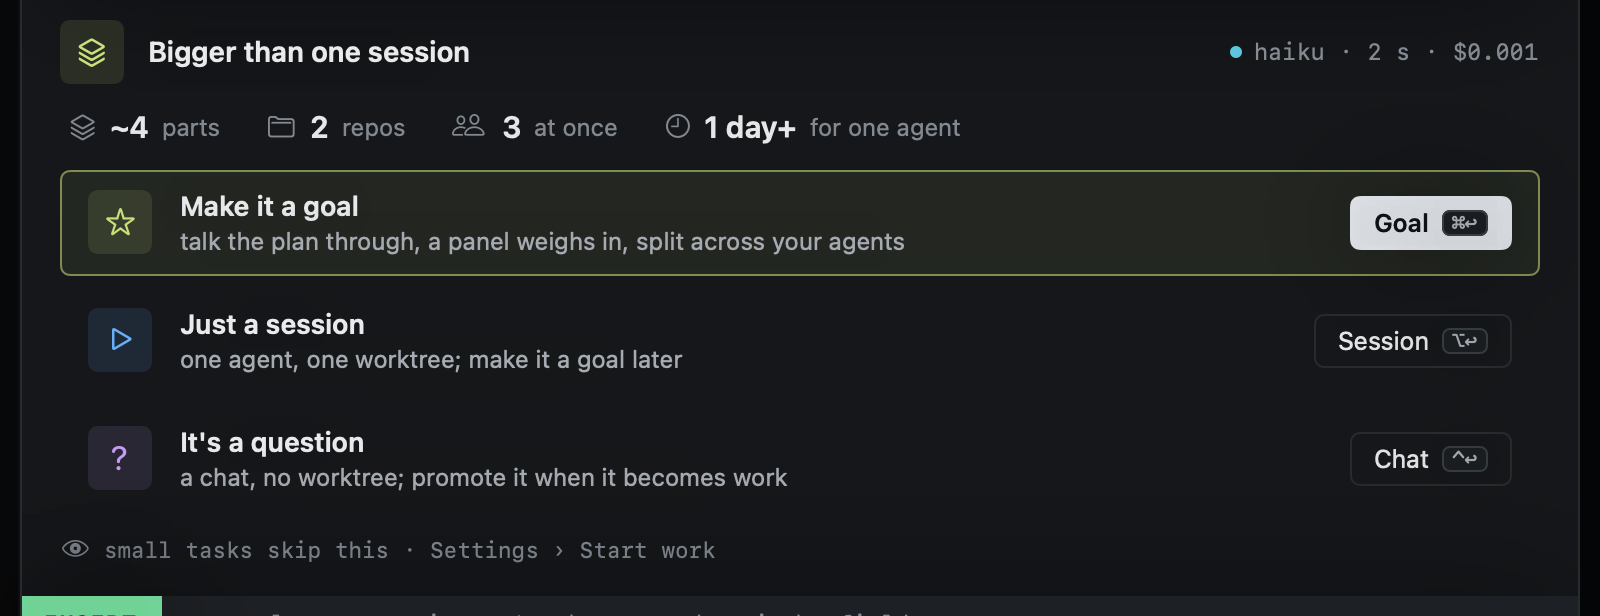 Bigger than one session
haiku · 2 s · $0.001
~4 parts 2 repos 3 at once 1 day+ for one agent
Make it a goal
talk the plan through, a panel weighs in, split across your agents
Goal ⌘↩
Just a session
one agent, one worktree; make it a goal later
Session ⌥↩
?
It's a question
a chat, no worktree; promote it when it becomes work
Chat ^↩
small tasks skip this · Settings › Start work